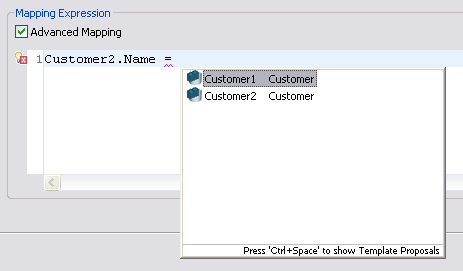 Mapping Expression
Advanced Mapping
1 Customer2.Name =
Customer1 Customer
Customer2 Customer
Press 'Ctrl+Space' to show Template Proposals